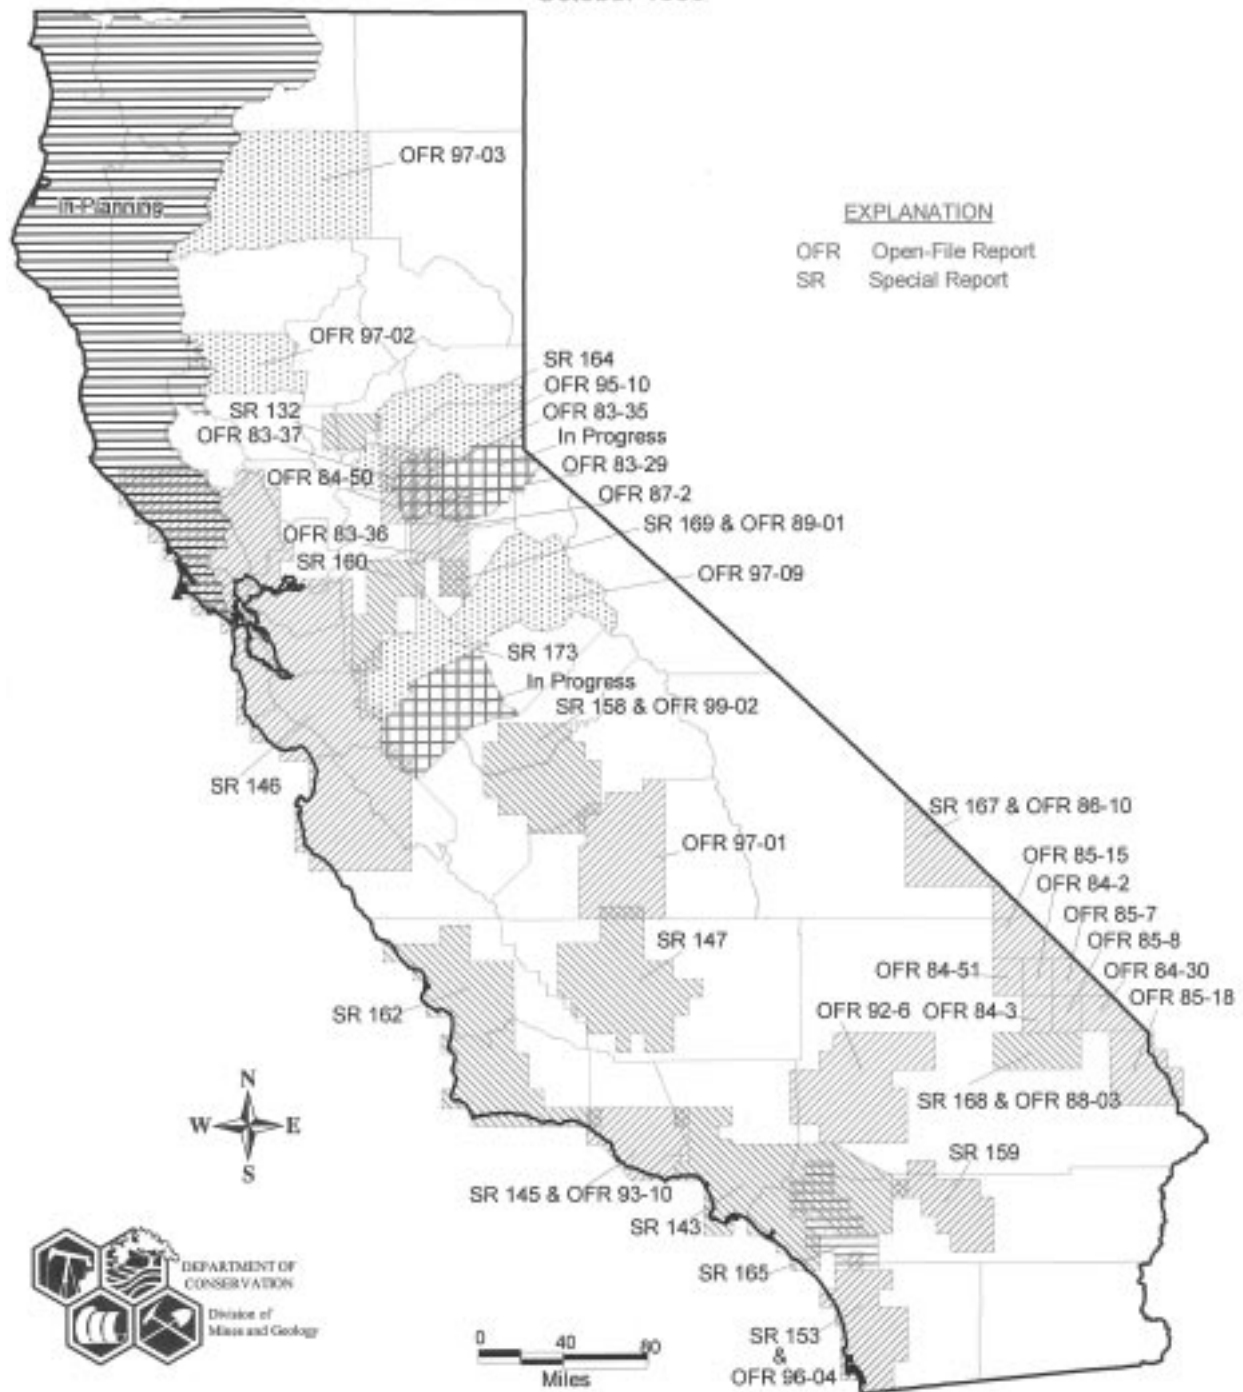 OFR 97-03
In-Planning
EXPLANATION
OFR Open-File Report
SR Special Report
OFR 97-02
SR 164
OFR 95-10
SR 132
OFR 83-35
OFR 83-37
In Progress
OFR 83-29
OFR 84-50
OFR 87-2
SR 169 & OFR 89-01
OFR 83-36
SR 160
OFR 97-09
SR 173
In Progress
SR 158 & OFR 99-02
SR 146
SR 167 & OFR 86-10
OFR 97-01
OFR 85-15
OFR 84-2
OFR 85-7
SR 147
OFR 85-8
OFR 84-51
OFR 84-30
OFR 85-18
SR 162
OFR 92-6
OFR 84-3
N
W E
S
SR 168 & OFR 88-03
SR 159
SR 145 & OFR 93-10
SR 143
SR 165
DEPARTMENT OF
CONSERVATION
Division of
Mines and Geology
0 40 80
Miles
SR 153
&
OFR 96-04